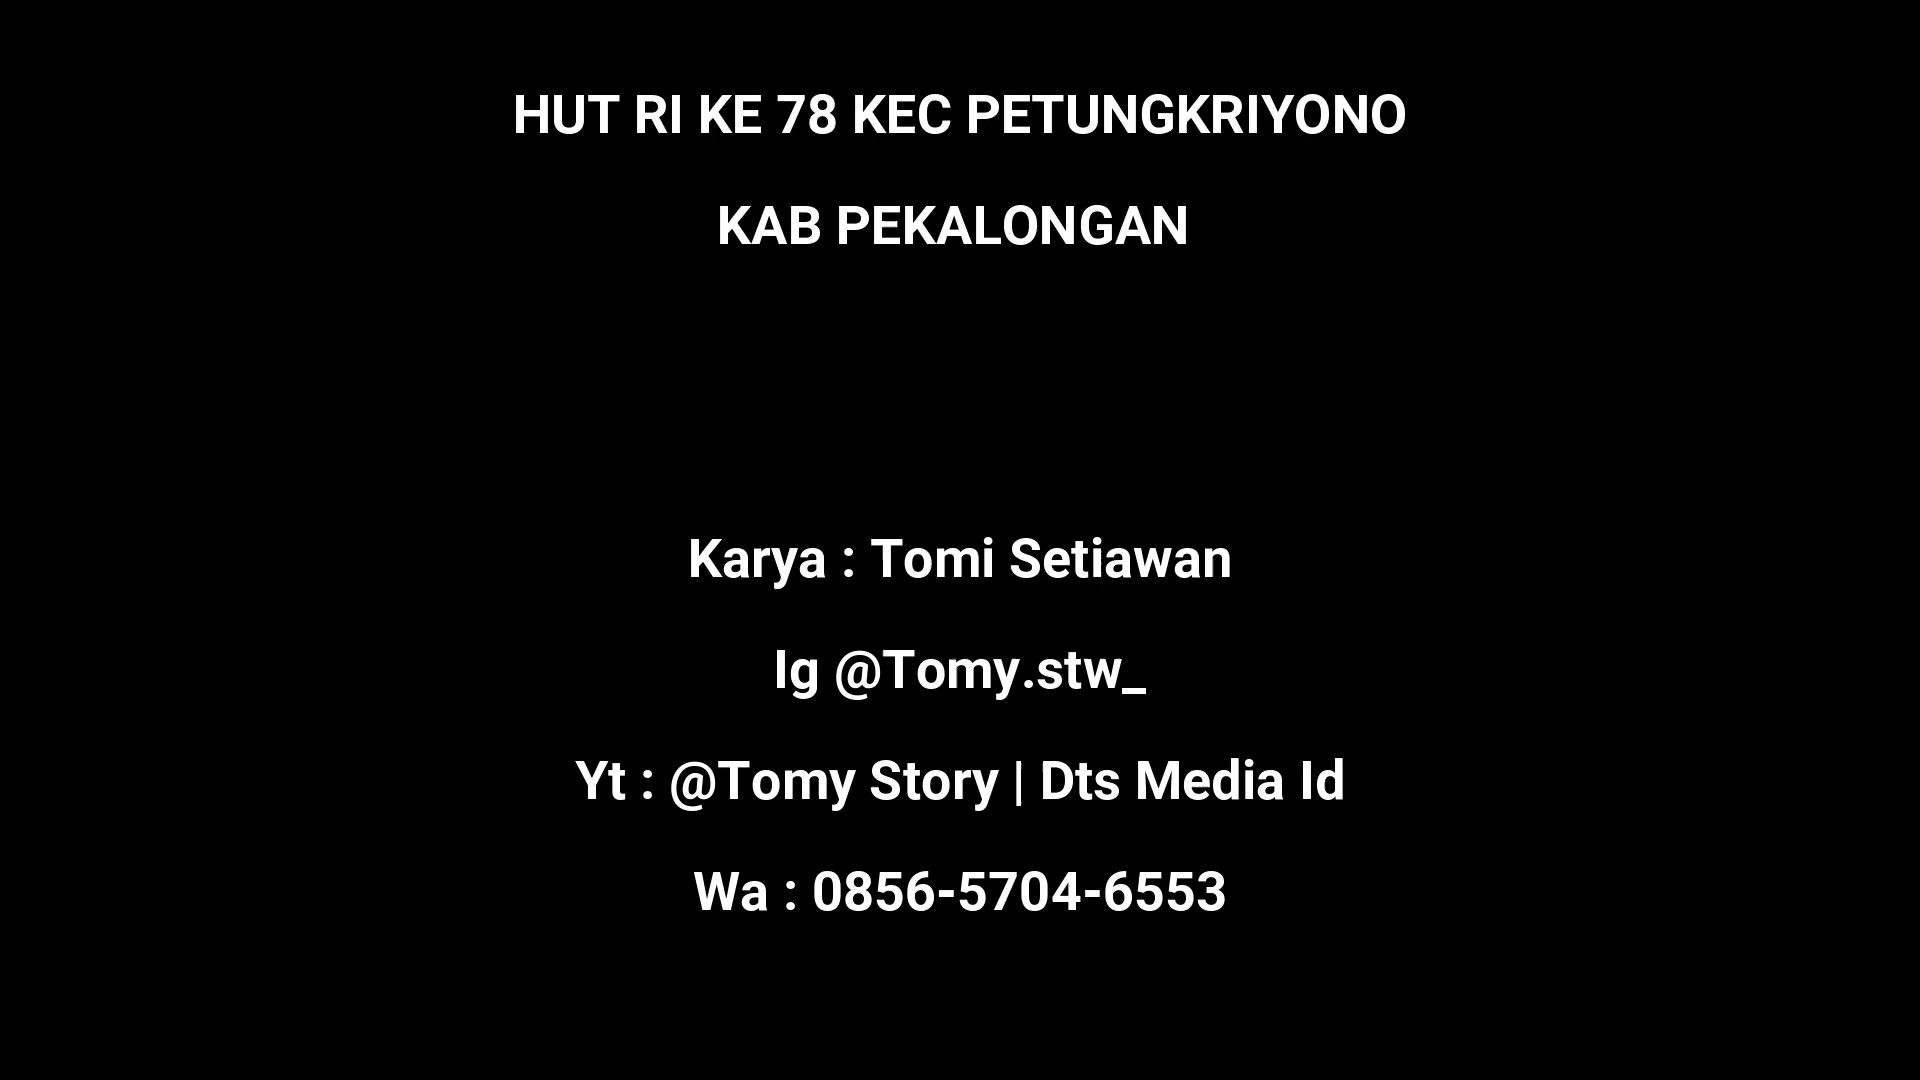 HUT RI KE 78 KEC PETUNGKRIYONO
KAB PEKALONGAN
Karya : Tomi Setiawan
Ig @Tomy.stw_
Yt : @Tomy Story | Dts Media Id
Wa : 0856-5704-6553